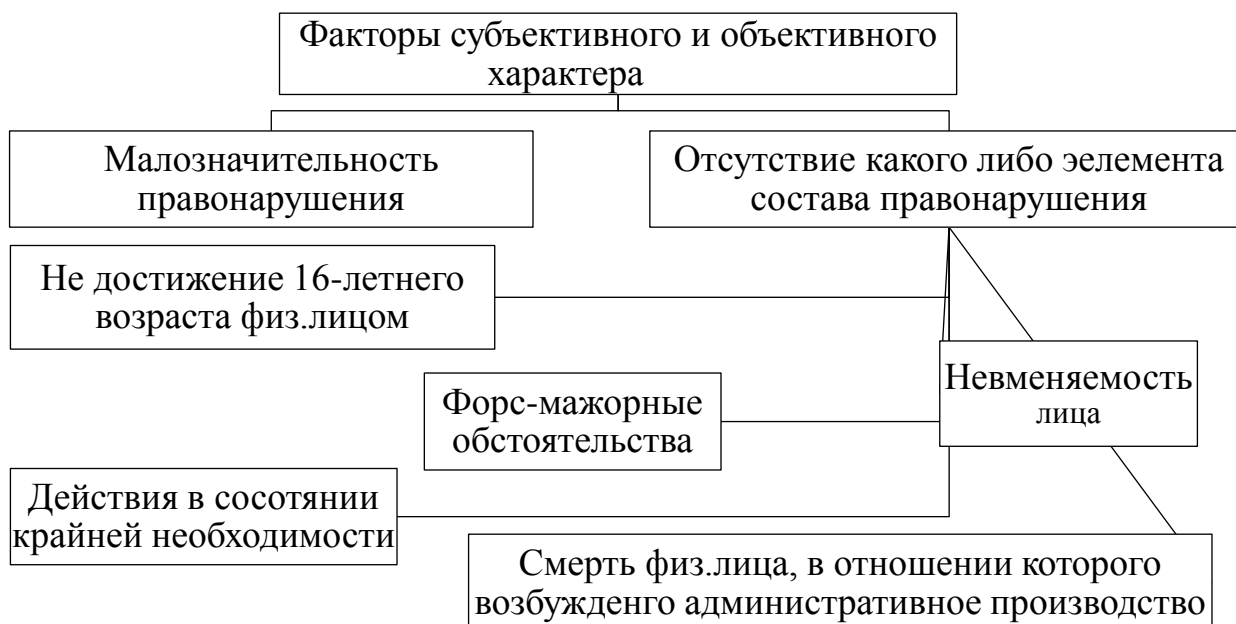 Факторы субъективного и объективного
характера
Малозначительность
правонарушения
Отсутствие какого либо эелемента
состава правонарушения
Не достижение 16-летнего
возраста физ.лицом
Невменяемость
лица
Форс-мажорные
обстоятельства
Действия в сосотянии
крайней необходимости
Смерть физ.лица, в отношении которого
возбужденго административное производство